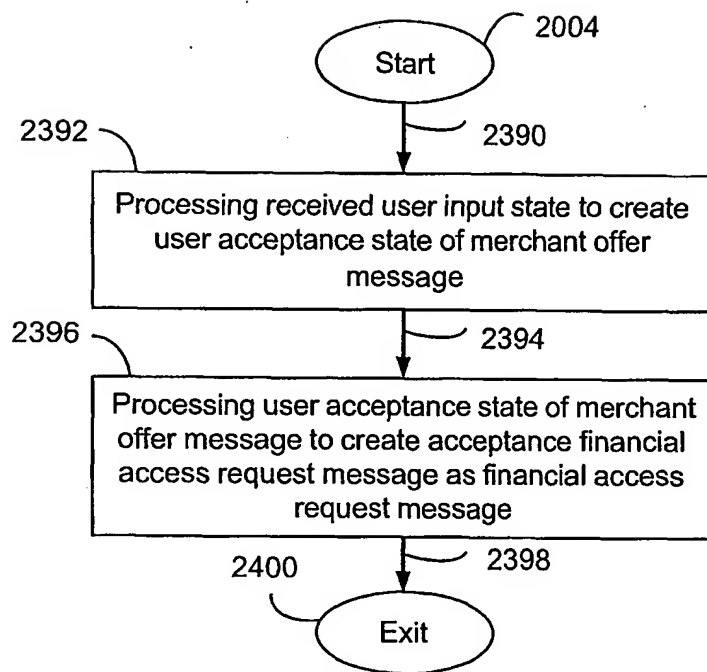 2004
Start
2390
2392
Processing received user input state to create
user acceptance state of merchant offer
message
2394
2396
Processing user acceptance state of merchant
offer message to create acceptance financial
access request message as financial access
request message
2398
2400
Exit